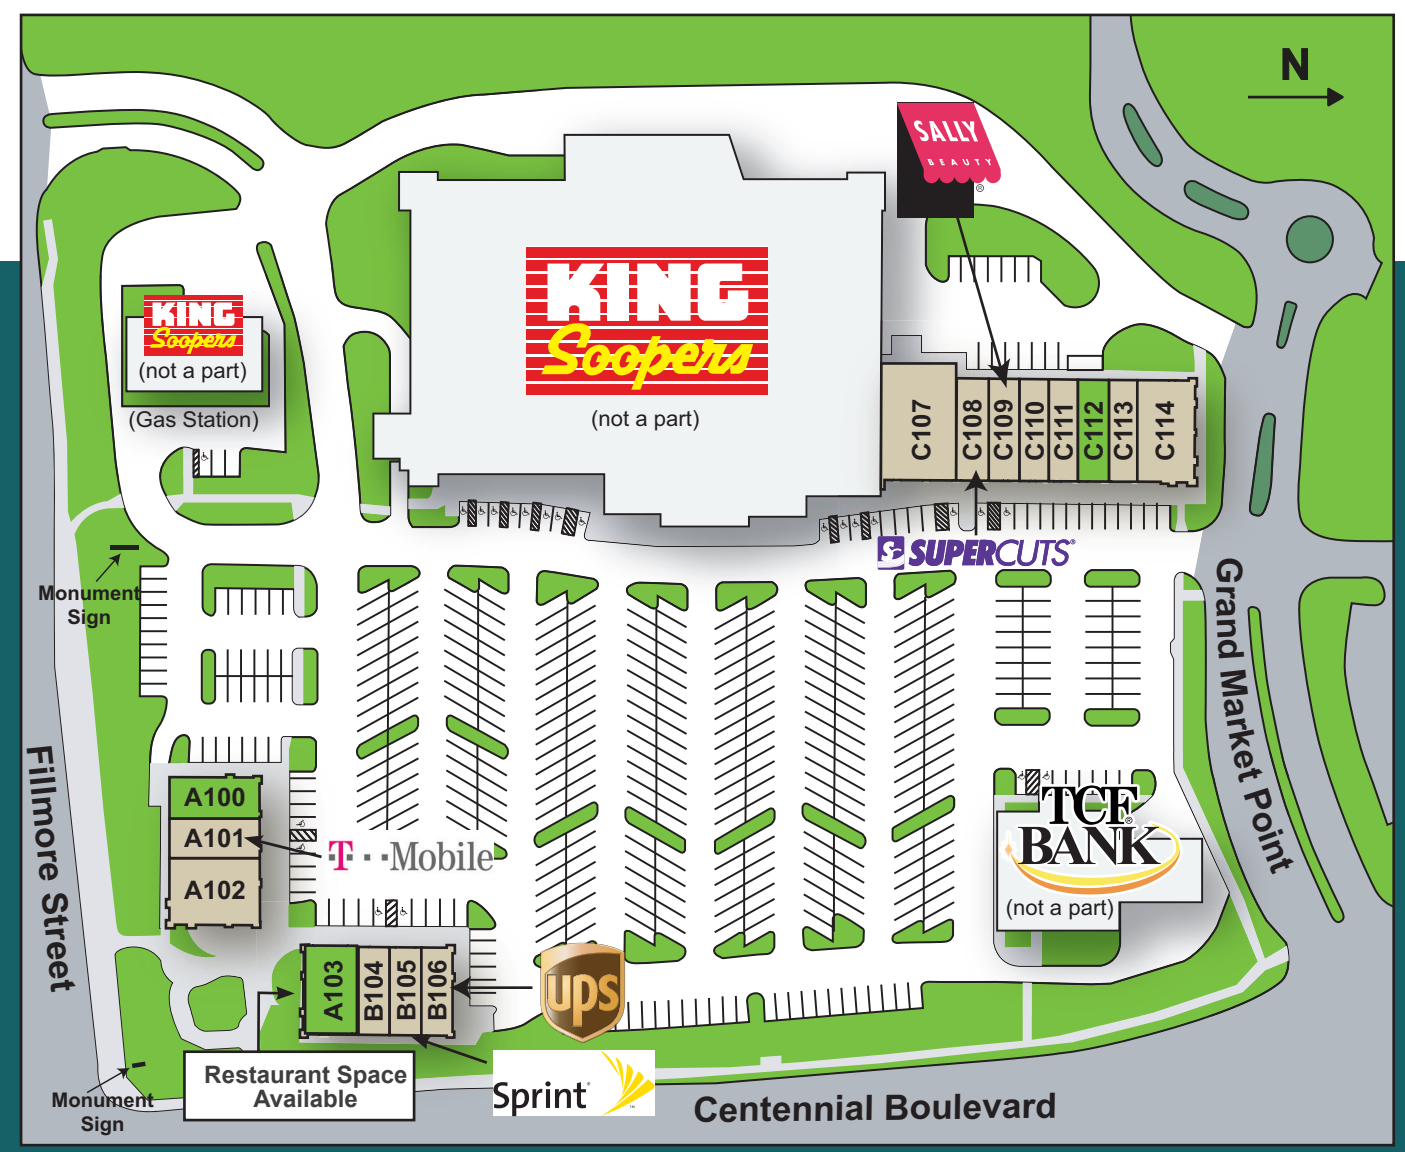 N
SALLY
BEAUTY
®
KING
Soopers
(not a part)
(Gas Station)
KING
Soopers
(not a part)
C107
C108
C109
C110
C111
C112
C113
C114
SUPERCUTS®
Monument
Sign
Grand Market Point
Fillmore Street
A100
A101
A102
T··Mobile
TCF
BANK®
(not a part)
A103
B104
B105
B106
ups
Restaurant Space
Available
Sprint
Monument
Sign
Centennial Boulevard